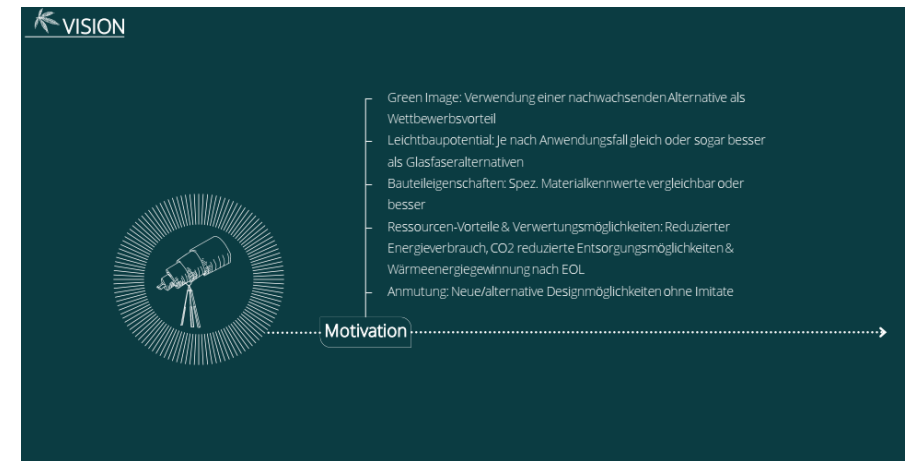 VISION
Green Image: Verwendung einer nachwachsenden Alternative als
Wettbewerbsvorteil
Leichtbaupotential: Je nach Anwendungsfall gleich oder sogar besser
als Glasfaseralternativen
Bauteileigenschaften: Spez. Materialkennwerte vergleichbar oder
besser
Ressourcen-Vorteile & Verwertungsmöglichkeiten: Reduzierter
Energieverbrauch, CO2 reduzierte Entsorgungsmöglichkeiten &
Wärmeenergiegewinnung nach EOL
Anmutung: Neue/alternative Designmöglichkeiten ohne Imitate
Motivation